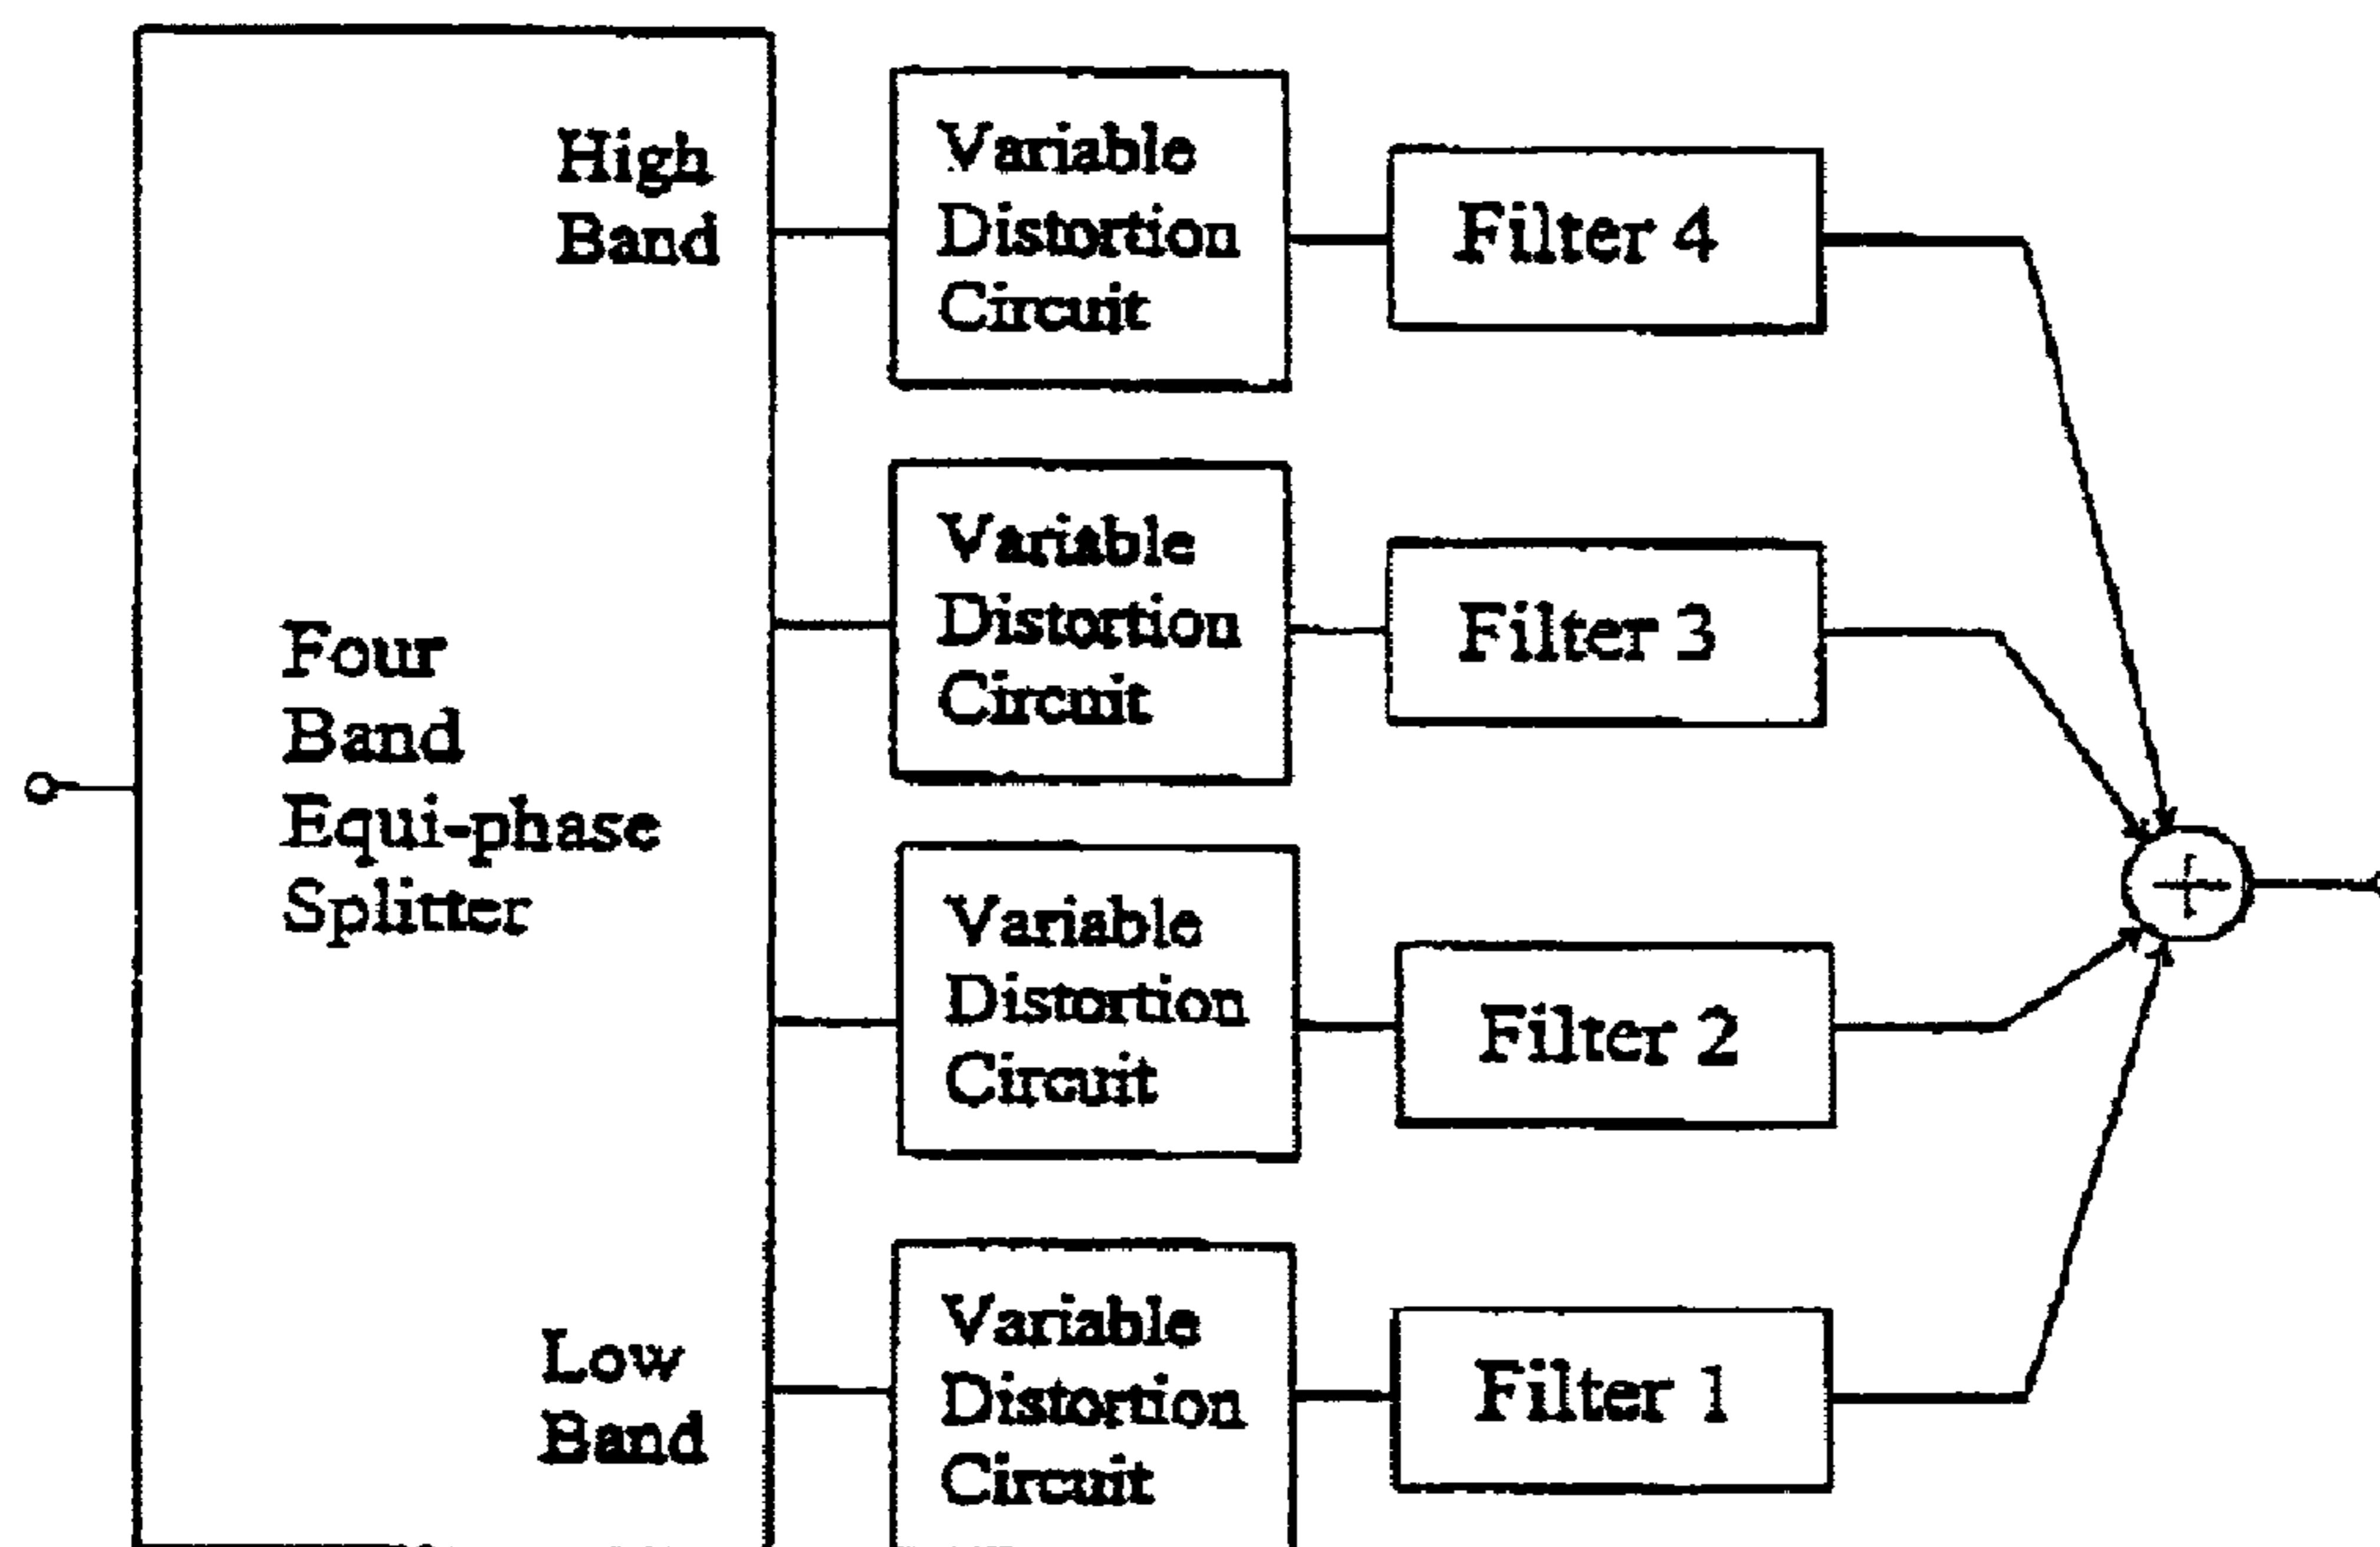 High
Band
Four
Band
Equi-phase
Splitter
Low
Band
Variable
Distortion
Circuit
Filter 4
Variable
Distortion
Circuit
Filter 3
Variable
Distortion
Circuit
Filter 2
Variable
Distortion
Circuit
Filter 1
+